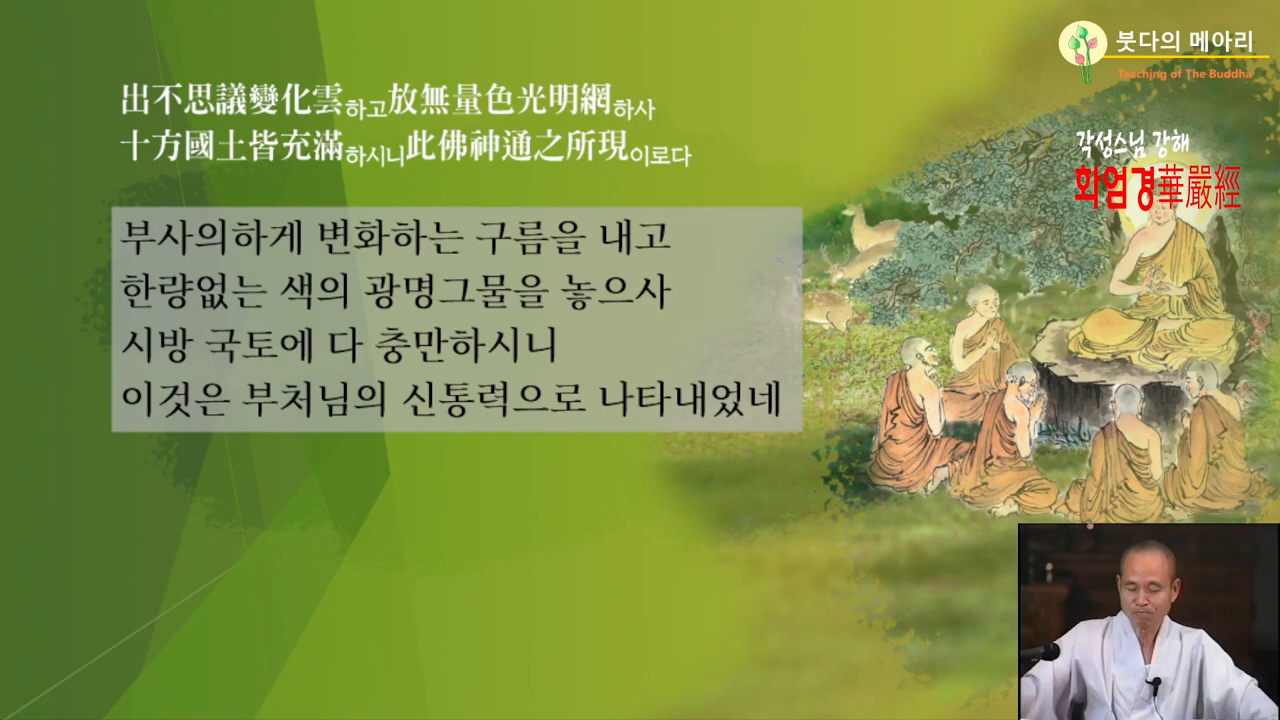 出不思議變化雲하고放無量色光明網하사
十方國土皆充滿하시니此佛神通之所現이로다
부사의하게 변화하는 구름을 내고
한량없는 색의 광명그물을 놓으사
시방 국토에 다 충만하시니
이것은 부처님의 신통력으로 나타내었네
붓다의 메아리
Teaching of The Buddha
각성스님 강해
화엄경華嚴經